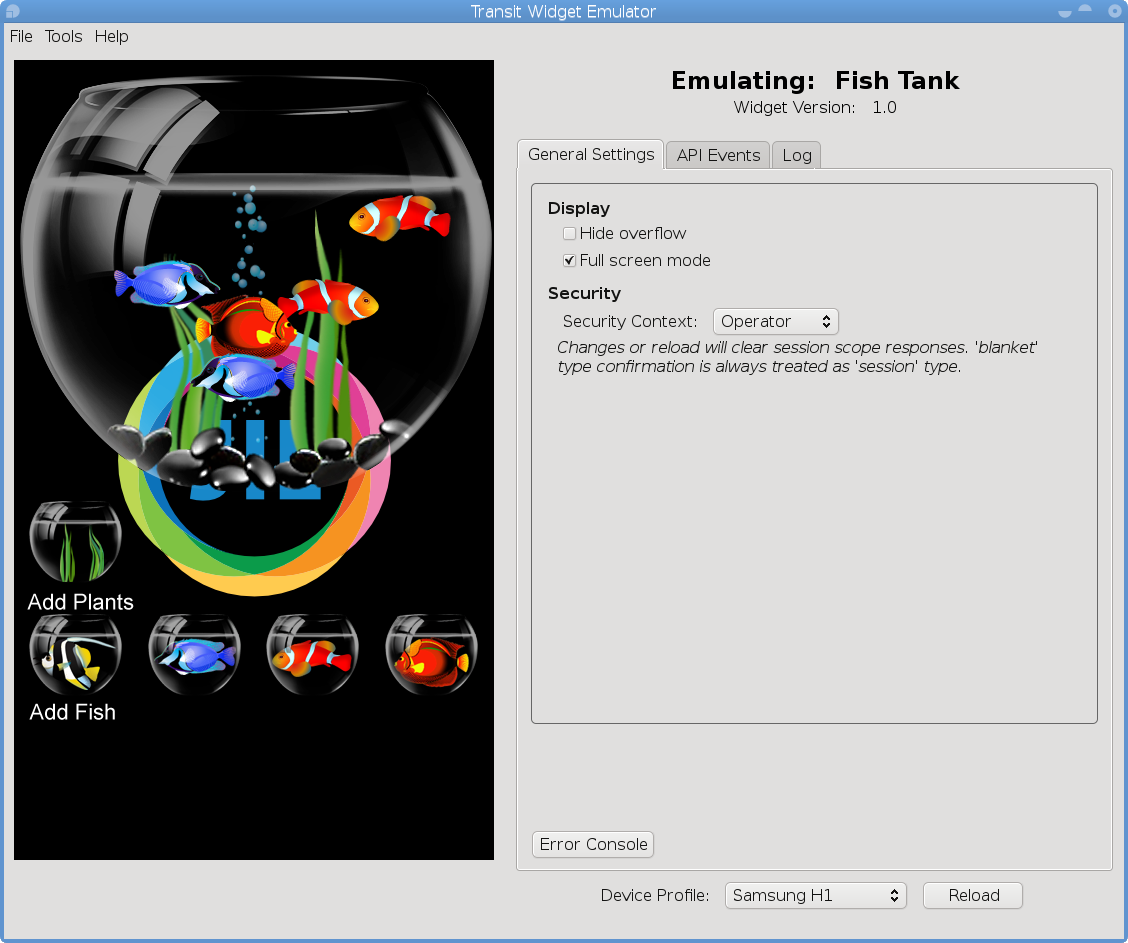 Transit Widget Emulator
File Tools Help
Emulating: Fish Tank
Widget Version: 1.0
General Settings API Events Log
Display
Hide overflow
Full screen mode
Security
Security Context: Operator
Changes or reload will clear session scope responses. 'blanket'
type confirmation is always treated as 'session' type.
JIL
Add Plants
Add Fish
Error Console
Device Profile: Samsung H1 Reload